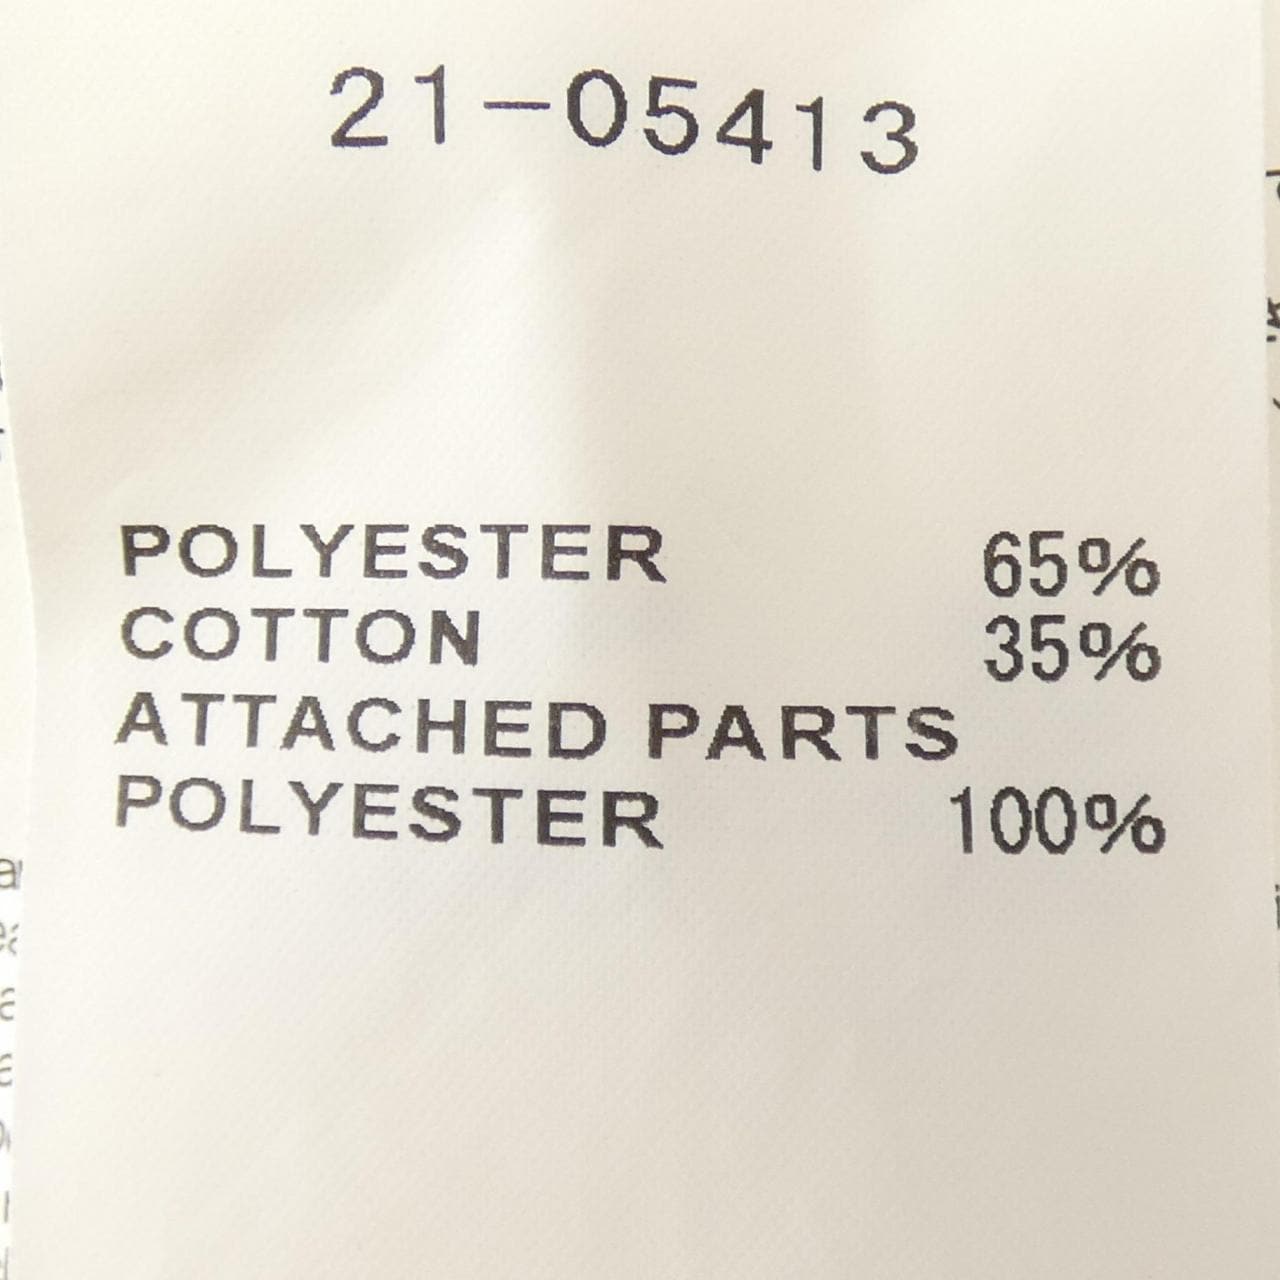 21-05413
POLYESTER 65%
COTTON 35%
ATTACHED PARTS
POLYESTER 100%